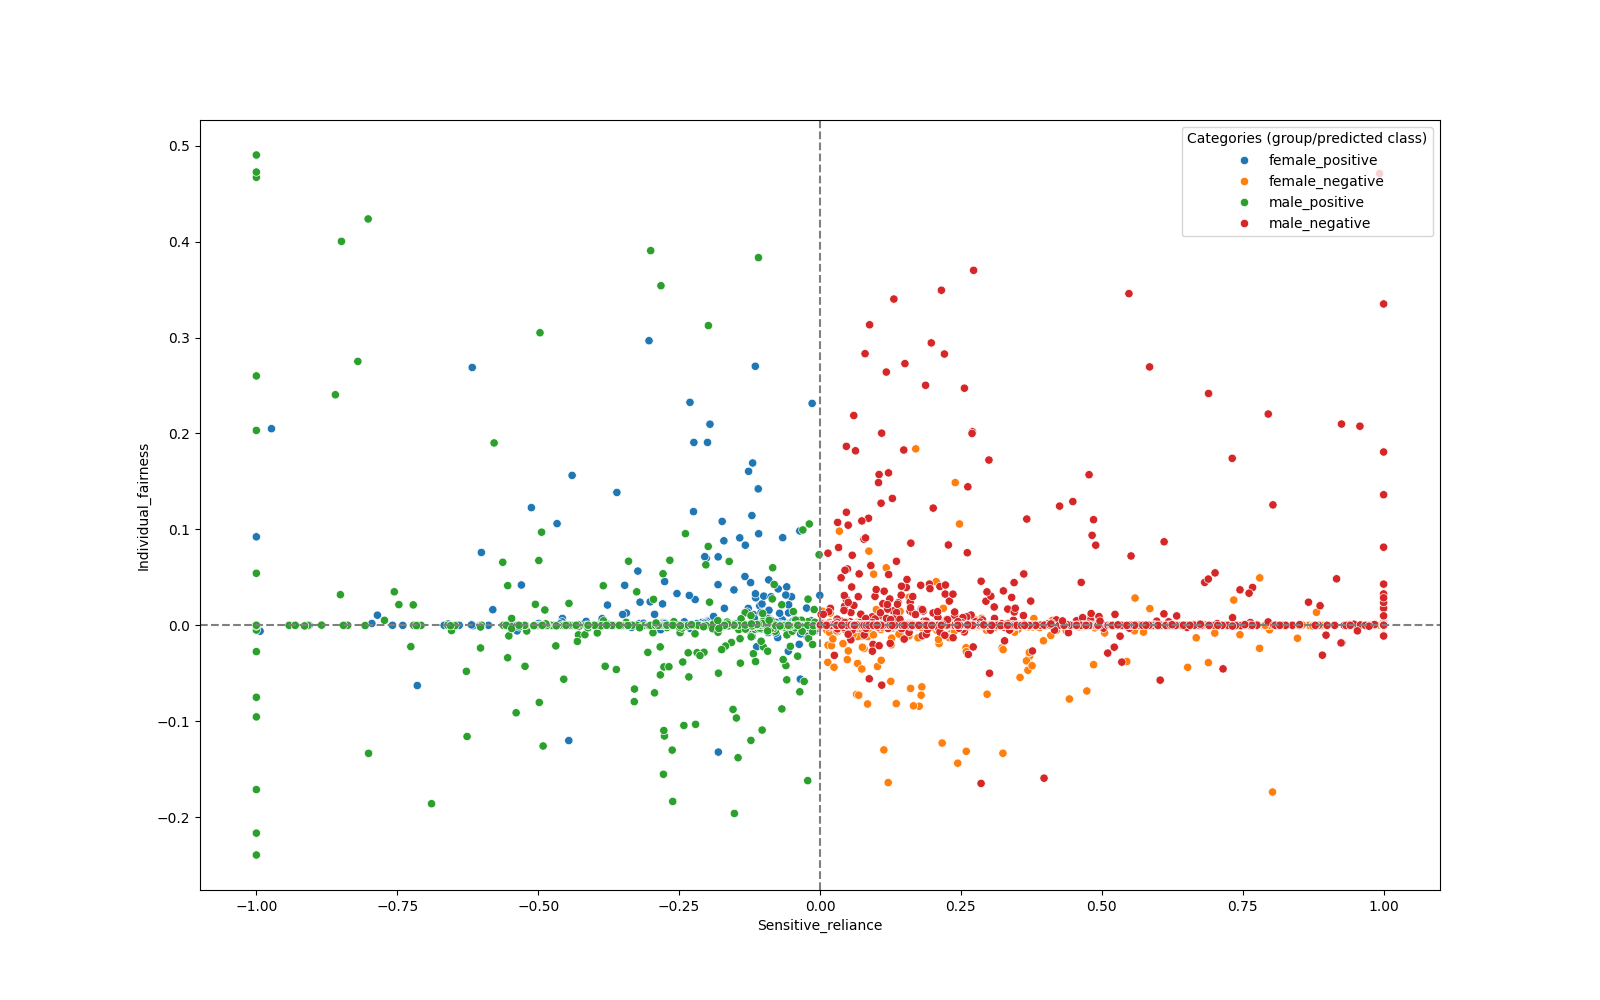 Categories (group/predicted class)
female_positive
female_negative
male_positive
male_negative
0.5
0.4
0.3
0.2
0.1
0.0
−0.1
−0.2
Individual_fairness
−1.00 −0.75 −0.50 −0.25 0.00 0.25 0.50 0.75 1.00
Sensitive_reliance